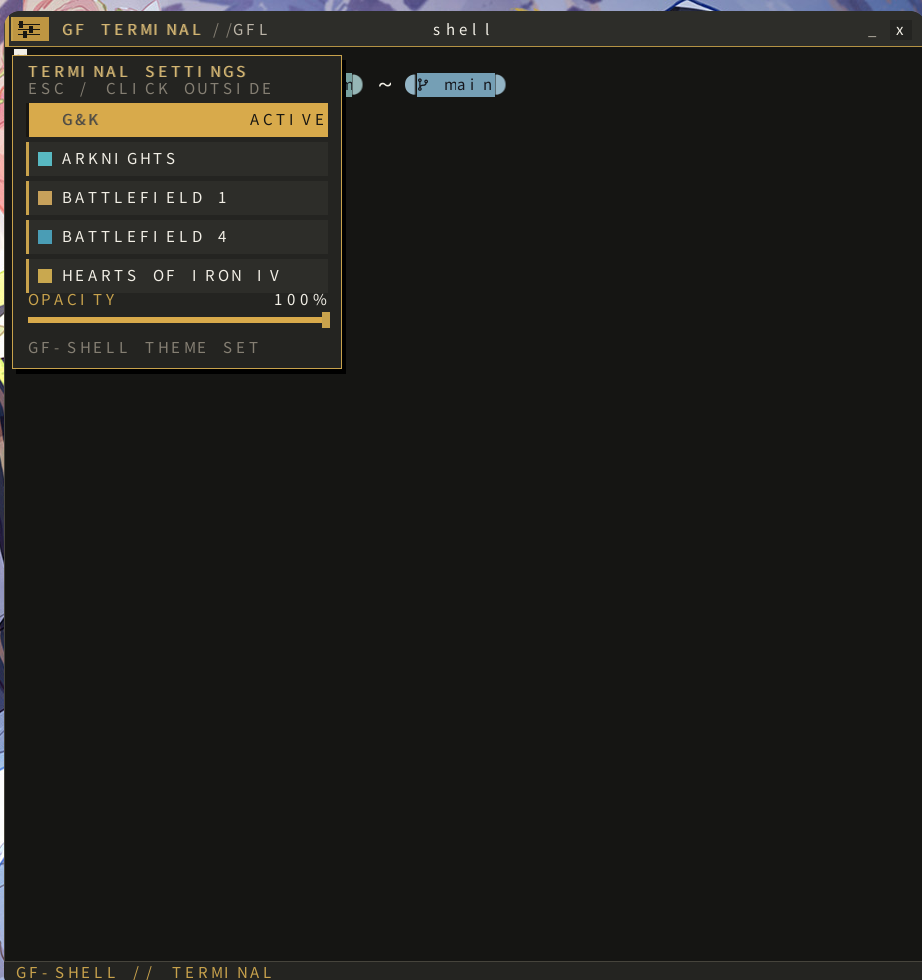 GF TERMINAL //GFL shell _ x
TERMINAL SETTINGS
ESC / CLICK OUTSIDE
~ main
G&K ACTIVE
ARKNIGHTS
BATTLEFIELD 1
BATTLEFIELD 4
HEARTS OF IRON IV
OPACITY 100%
GF-SHELL THEME SET
GF-SHELL // TERMINAL